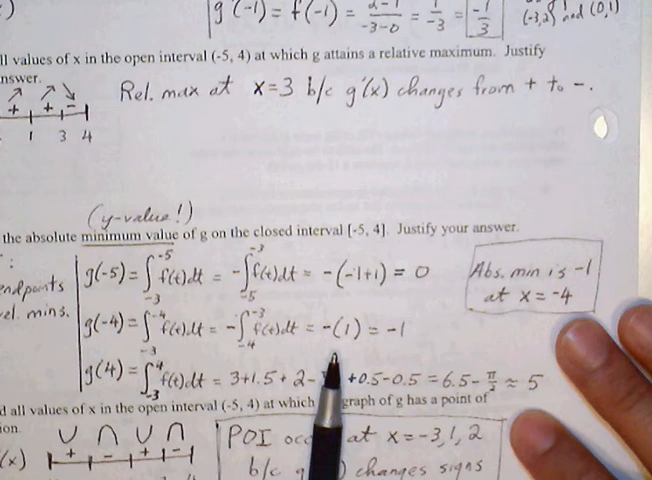 g'(-1) = f(-1) = 2-1/-3-0 = 1/-3 = -1/3 (-3,2) and (0,1)
ll values of x in the open interval (-5, 4) at which g attains a relative maximum. Justify
nswer.
Rel. max at x=3 b/c g'(x) changes from + to -.
+ + -
1 3 4
(y-value!)
the absolute minimum value of g on the closed interval [-5, 4]. Justify your answer.
endpoints
el mins.
g(-5) = ∫_{-3}^{-5} f(t)dt = -∫_{-5}^{-3} f(t)dt = -(-1+1) = 0
Abs. min is -1
at x = -4
g(-4) = ∫_{-3}^{-4} f(t)dt = -∫_{-4}^{-3} f(t)dt = -(1) = -1
g(4) = ∫_{-3}^{4} f(t)dt = 3+1.5+2- +0.5-0.5 = 6.5 - π/2 ≈ 5
d all values of x in the open interval (-5, 4) at which graph of g has a point of
ion.
+ - + -
(x)
POI occ at x = -3, 1, 2
b/c g ) changes signs